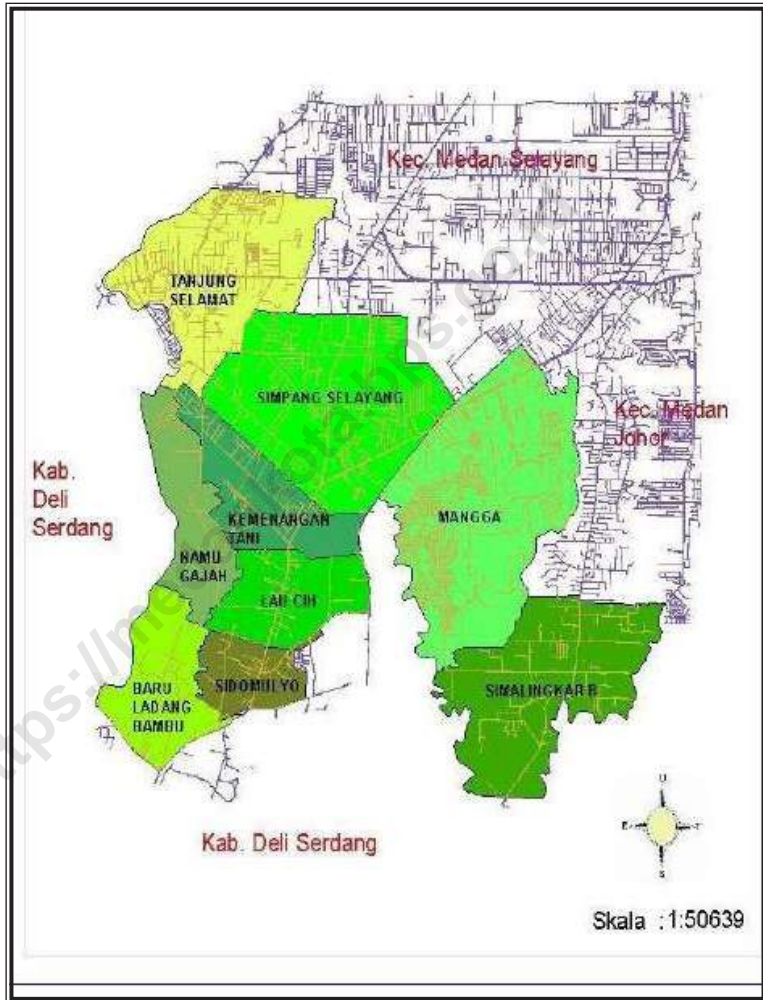 Kec. Medan Selayang
TANJUNG
SELAMAT
SIMPANG SELAYANG
Kec. Medan
Johor
Kab.
Deli
Serdang
KEMENANGAN
TANI
MANGGA
NAMU
GAJAH
LAU CIH
BARU
LADANG
BAMBU
SIDOMULYO
SIMALINGKAR B
Kab. Deli Serdang
U
T
S
Skala : 1:50639